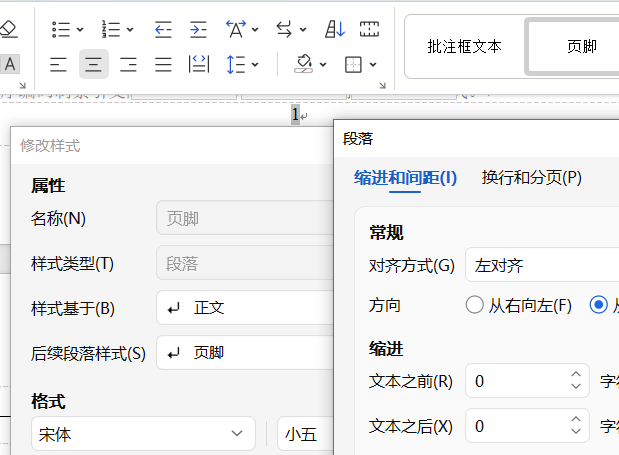 A
批注框文本
页脚
1
修改样式
属性
名称(N)
页脚
样式类型(T)
段落
样式基于(B)
正文
后续段落样式(S)
页脚
格式
宋体
小五
段落
缩进和间距(I)
换行和分页(P)
常规
对齐方式(G)
左对齐
方向
从右向左(F)
缩进
文本之前(R)
0
文本之后(X)
0